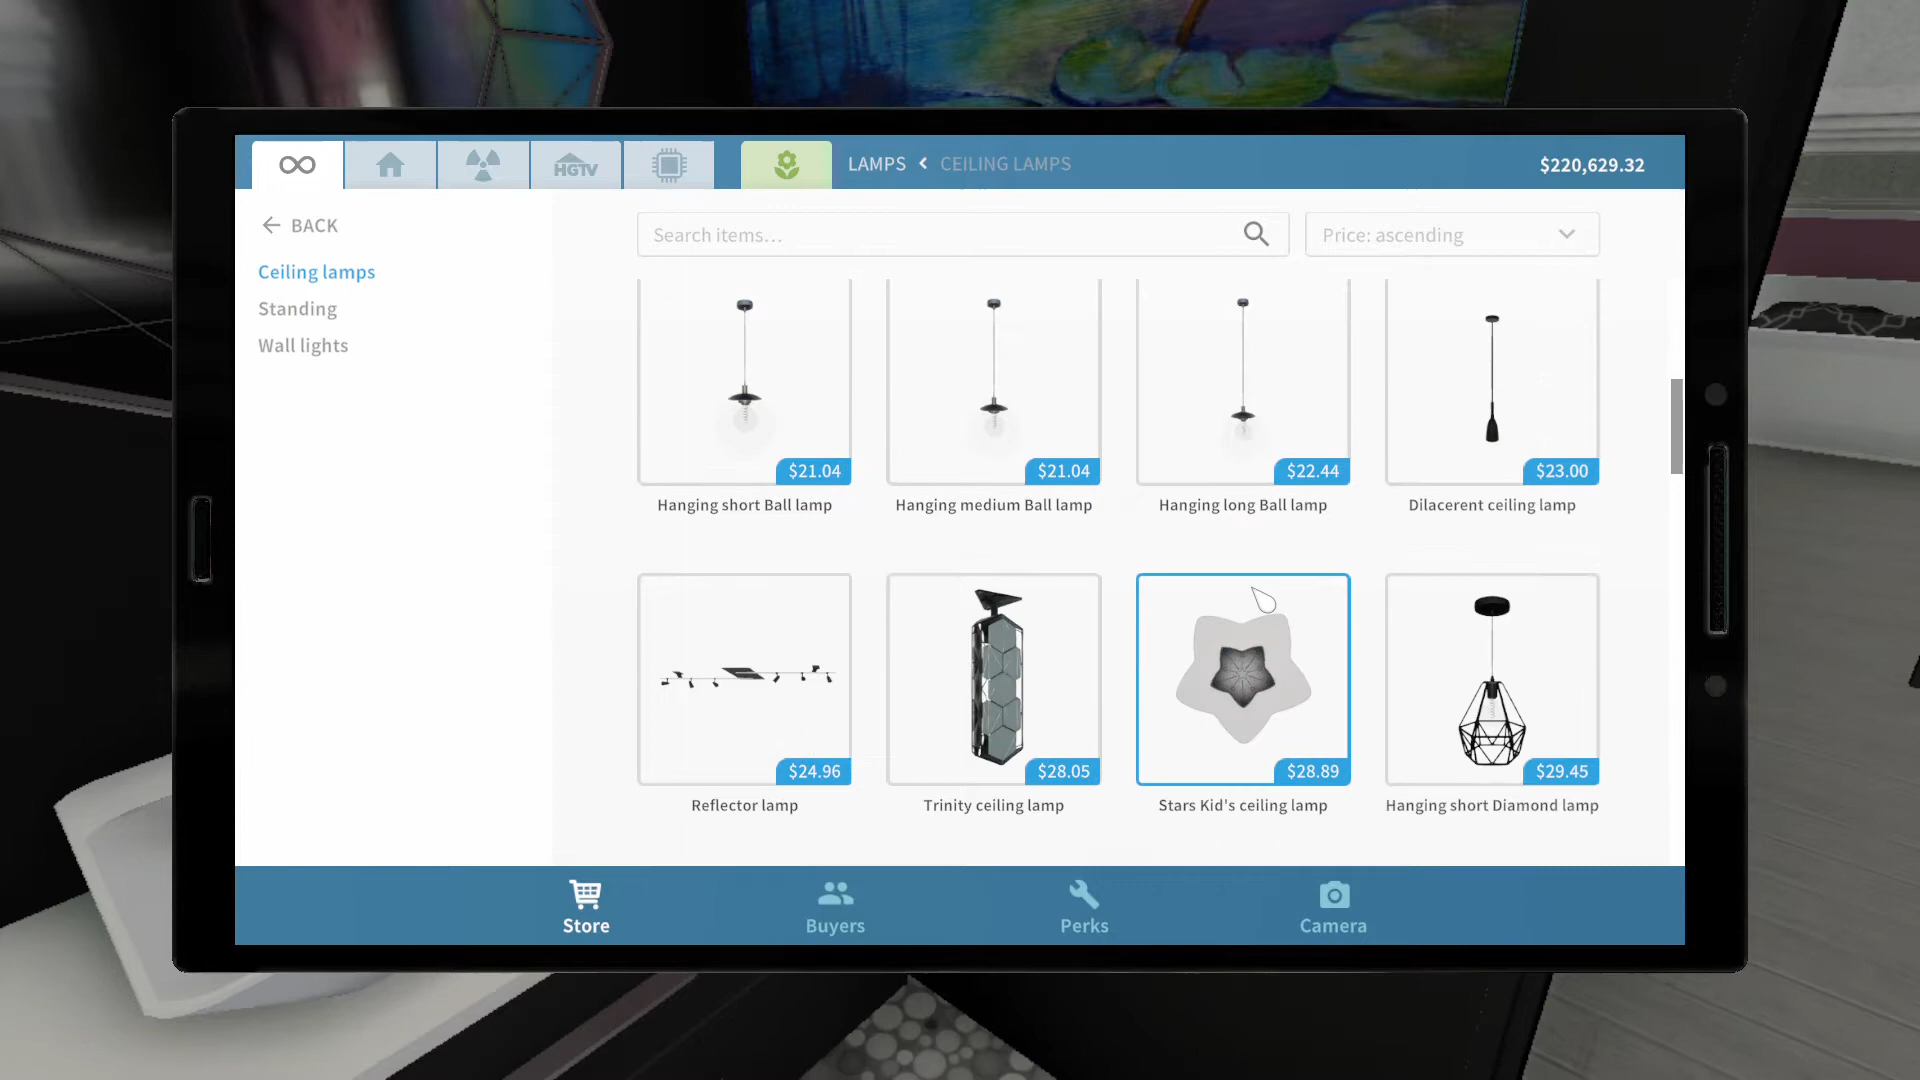 HGTV
LAMPS
CEILING LAMPS
$220,629.32
BACK
Search items...
Price: ascending
Ceiling lamps
Standing
Wall lights
$21.04
$21.04
$22.44
$23.00
Hanging short Ball lamp
Hanging medium Ball lamp
Hanging long Ball lamp
Dilacerent ceiling lamp
$24.96
$28.05
$28.89
$29.45
Reflector lamp
Trinity ceiling lamp
Stars Kid's ceiling lamp
Hanging short Diamond lamp
Store
Buyers
Perks
Camera